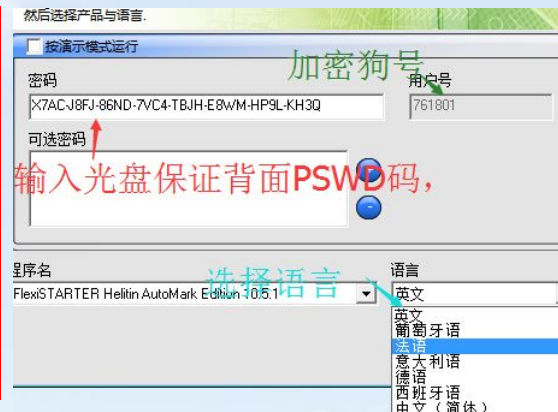 然后选择产品与语言.
按演示模式运行
加密狗号
密码
用户号
X7AC-J8FJ-86ND-7VC4-TBJH-E8WM-HP9L-KH3Q
761801
可选密码
输入光盘保证背面PSWD码，
程序名
选择语言
语言
FlexiSTARTER Helitin AutoMark Edition 10.5.1
英文
英文
葡萄牙语
法语
意大利语
德语
西班牙语
中文（简体）